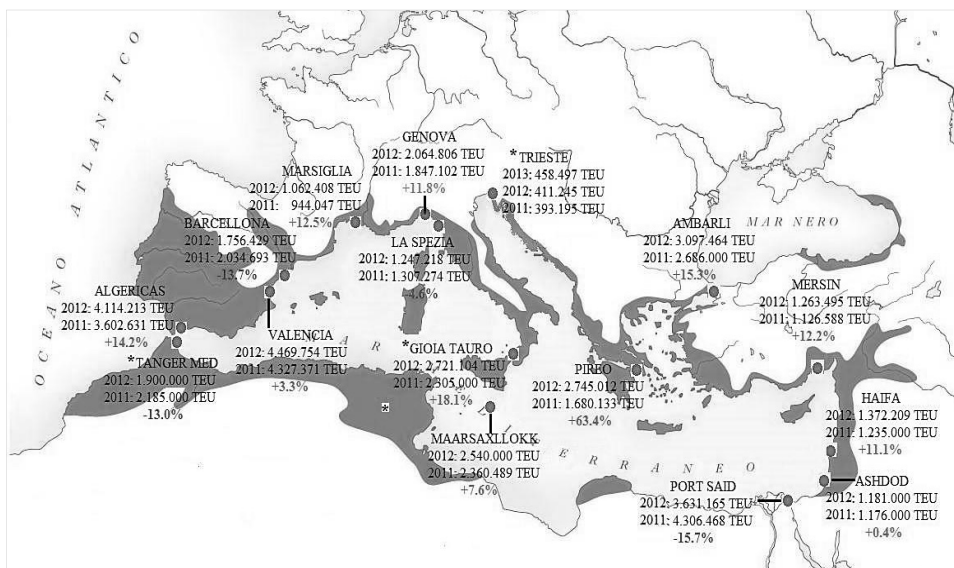 OCEANO ATLANTICO
GENOVA
2012: 2.064.806 TEU
2011: 1.847.102 TEU
+11.8%
*TRIESTE
2013: 458.497 TEU
2012: 411.245 TEU
2011: 393.195 TEU
MARSIGLIA
2012: 1.062.408 TEU
2011: 944.047 TEU
+12.5%
BARCELLONA
2012: 1.756.429 TEU
2011: 2.034.693 TEU
-13.7%
LA SPEZIA
2012: 1.247.218 TEU
2011: 1.307.274 TEU
-4.6%
AMBARLI
2012: 3.097.464 TEU
2011: 2.686.000 TEU
+15.3%
MAR NERO
MERSIN
2012: 1.263.495 TEU
2011: 1.126.588 TEU
+12.2%
ALGERICAS
2012: 4.114.213 TEU
2011: 3.602.631 TEU
+14.2%
*TANGER MED
2012: 1.900.000 TEU
2011: 2.185.000 TEU
-13.0%
VALENCIA
2012: 4.469.754 TEU
2011: 4.327.371 TEU
+3.3%
*GIOIA TAURO
2012: 2.721.104 TEU
2011: 2.305.000 TEU
+18.1%
PIREO
2012: 2.745.012 TEU
2011: 1.680.133 TEU
+63.4%
HAIFA
2012: 1.372.209 TEU
2011: 1.235.000 TEU
+11.1%
*
MAARSAXLLOKK
2012: 2.540.000 TEU
2011: 2.360.489 TEU
+7.6%
PORT SAID
2012: 3.631.165 TEU
2011: 4.306.468 TEU
-15.7%
ASHDOD
2012: 1.181.000 TEU
2011: 1.176.000 TEU
+0.4%